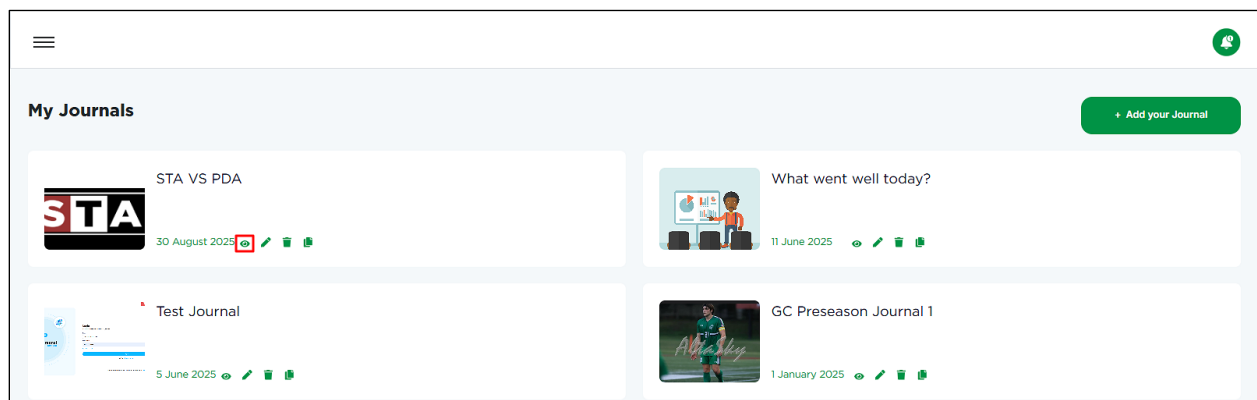 My Journals
+ Add your Journal
STA VS PDA
STA
30 August 2025
What went well today?
11 June 2025
Test Journal
5 June 2025
GC Preseason Journal 1
1 January 2025